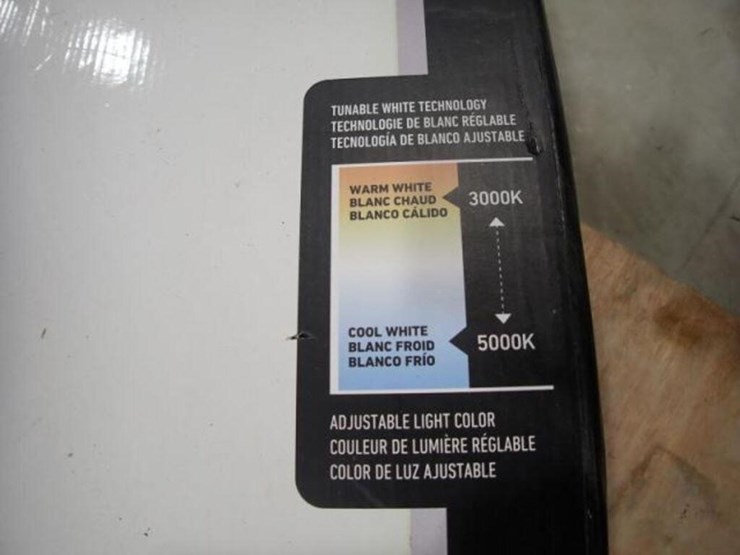 TUNABLE WHITE TECHNOLOGY
TECHNOLOGIE DE BLANC RÉGLABLE
TECNOLOGÍA DE BLANCO AJUSTABLE
WARM WHITE
BLANC CHAUD
BLANCO CÁLIDO
3000K
COOL WHITE
BLANC FROID
BLANCO FRÍO
5000K
ADJUSTABLE LIGHT COLOR
COULEUR DE LUMIÈRE RÉGLABLE
COLOR DE LUZ AJUSTABLE